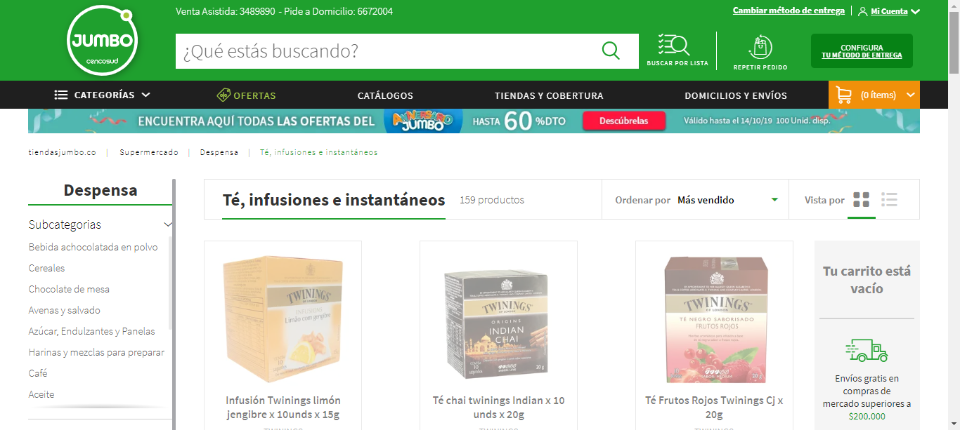 Venta Asistida: 3489890 - Pide a Domicilio: 6672004
Cambiar método de entrega
Mi Cuenta
JUMBO
cencosud
¿Qué estás buscando?
BUSCAR POR LISTA
REPETIR PEDIDO
CONFIGURA
TU MÉTODO DE ENTREGA
CATEGORÍAS
OFERTAS
CATÁLOGOS
TIENDAS Y COBERTURA
DOMICILIOS Y ENVÍOS
(0 ítems)
ENCUENTRA AQUÍ TODAS LAS OFERTAS DEL
Aniversario
JUMBO
HASTA 60%DTO
Descúbrelas
Válido hasta el 14/10/19 100 Unid. disp.
tiendasjumbo.co | Supermercado | Despensa | Té, infusiones e instantáneos
Despensa
Subcategorias
Bebida achocolatada en polvo
Cereales
Chocolate de mesa
Avenas y salvado
Azúcar, Endulzantes y Panelas
Harinas y mezclas para preparar
Café
Aceite
Té, infusiones e instantáneos
159 productos
Ordenar por Más vendido
Vista por
TWININGS
Limón con jengibre
Infusión Twinings limón
jengibre x 10unds x 15g
TWININGS
ORIGINS
INDIAN
CHAI
20 g
Té chai twinings Indian x 10
unds x 20g
TWININGS
TÉ NEGRO SABORIZADO
FRUTOS ROJOS
20 g
Té Frutos Rojos Twinings Cj x
20g
Tu carrito está
vacío
Envíos gratis en
compras de
mercado superiores a
$200.000